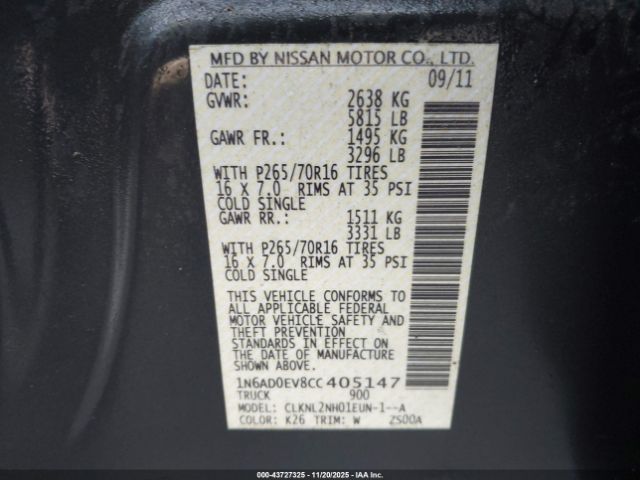 MFD BY NISSAN MOTOR CO., LTD.
DATE: 09/11
GVWR: 2638 KG
5815 LB
GAWR FR.: 1495 KG
3296 LB
WITH P265/70R16 TIRES
16 X 7.0 RIMS AT 35 PSI
COLD SINGLE
GAWR RR.: 1511 KG
3331 LB
WITH P265/70R16 TIRES
16 X 7.0 RIMS AT 35 PSI
COLD SINGLE
THIS VEHICLE CONFORMS TO
ALL APPLICABLE FEDERAL
MOTOR VEHICLE SAFETY AND
THEFT PREVENTION
STANDARDS IN EFFECT ON
THE DATE OF MANUFACTURE
SHOWN ABOVE.
1N6AD0EV8CC405147
TRUCK 900
MODEL: CLKNL2NH01EUN-1--A
COLOR: K26 TRIM: W ZS00A
000-43727325 - 11/20/2025 - IAAI.com